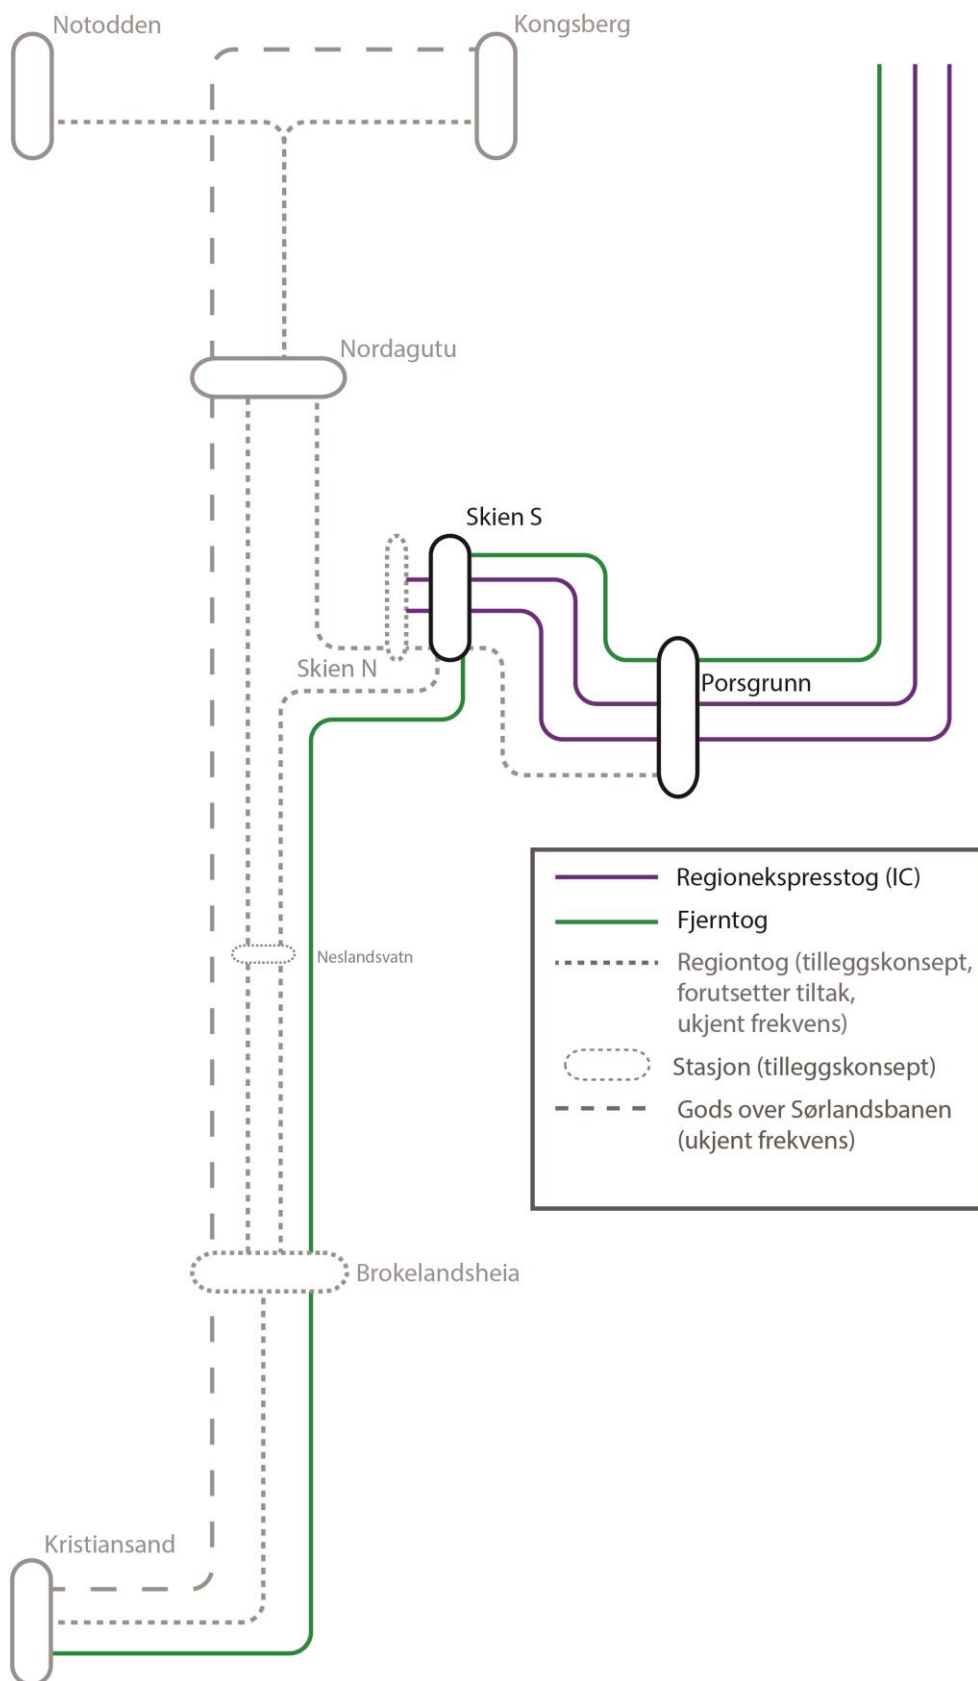 Notodden
Kongsberg
Nordagutu
Skien S
Skien N
Porsgrunn
Regionekspresstog (IC)
Fjerntog
Regiontog (tilleggskonsept,
forutsetter tiltak,
ukjent frekvens)
Stasjon (tilleggskonsept)
Gods over Sørlandsbanen
(ukjent frekvens)
Neslandsvatn
Brokelandsheia
Kristiansand